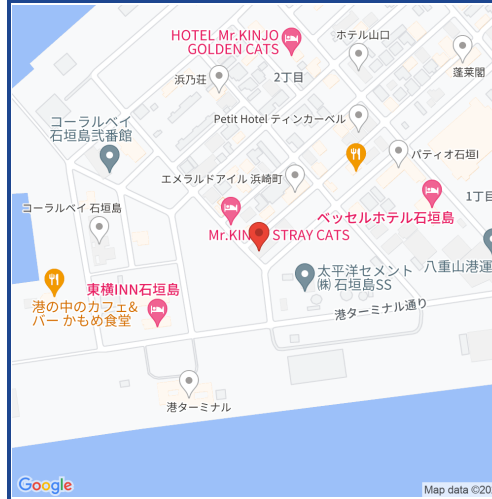 HOTEL Mr.KINJO
GOLDEN CATS
ホテル山口
蓬莱閣
浜乃荘
2丁目
Petit Hotel ティンカーベル
コーラルベイ
石垣島弐番館
パティオ石垣I
エメラルドアイル 浜崎町
1丁目
コーラルベイ 石垣島
ベッセルホテル石垣島
Mr.KINJO STRAY CATS
八重山港運
太平洋セメント
㈱ 石垣島SS
東横INN石垣島
港の中のカフェ&
バー かもめ食堂
港ターミナル通り
港ターミナル
Google
Map data ©20